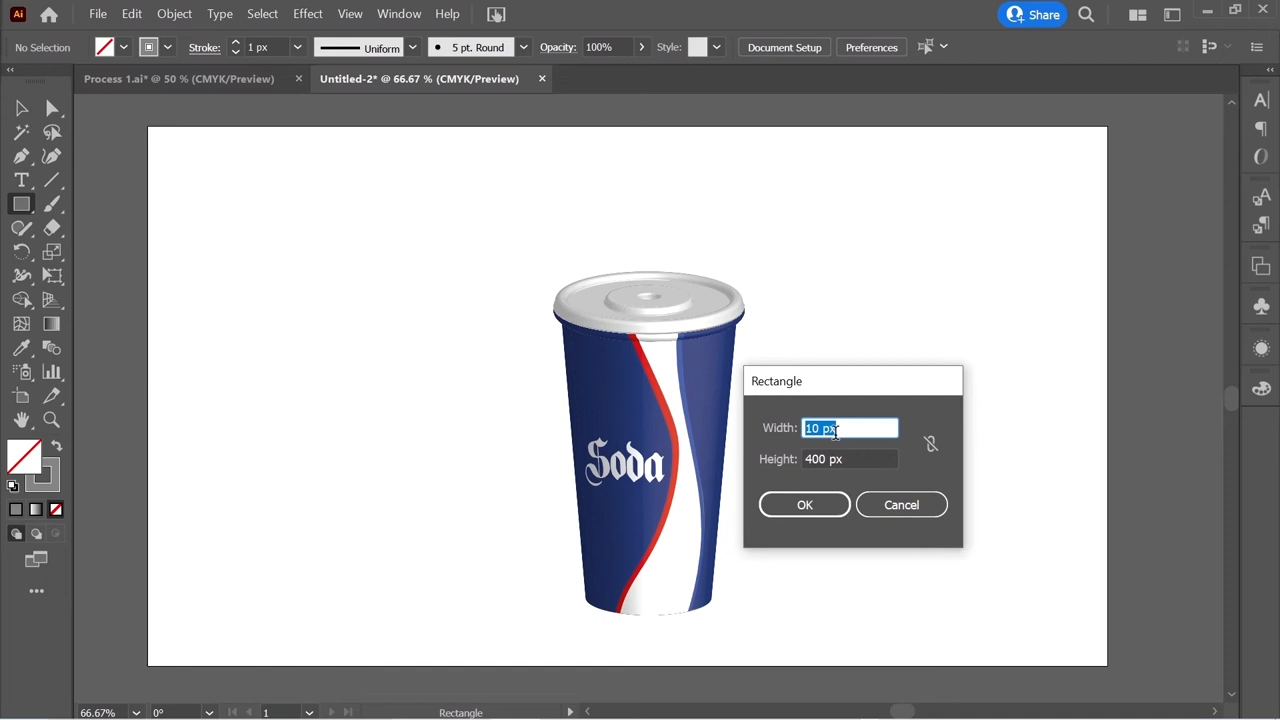 Ai File Edit Object Type Select Effect View Window Help Share
No Selection Stroke: 1 px Uniform 5 pt. Round Opacity: 100% Style: Document Setup Preferences
Process 1.ai* @ 50 % (CMYK/Preview) Untitled-2* @ 66.67 % (CMYK/Preview)
Rectangle
Width: 10 px
Height: 400 px
OK Cancel
Soda
66.67% 0° 1 Rectangle